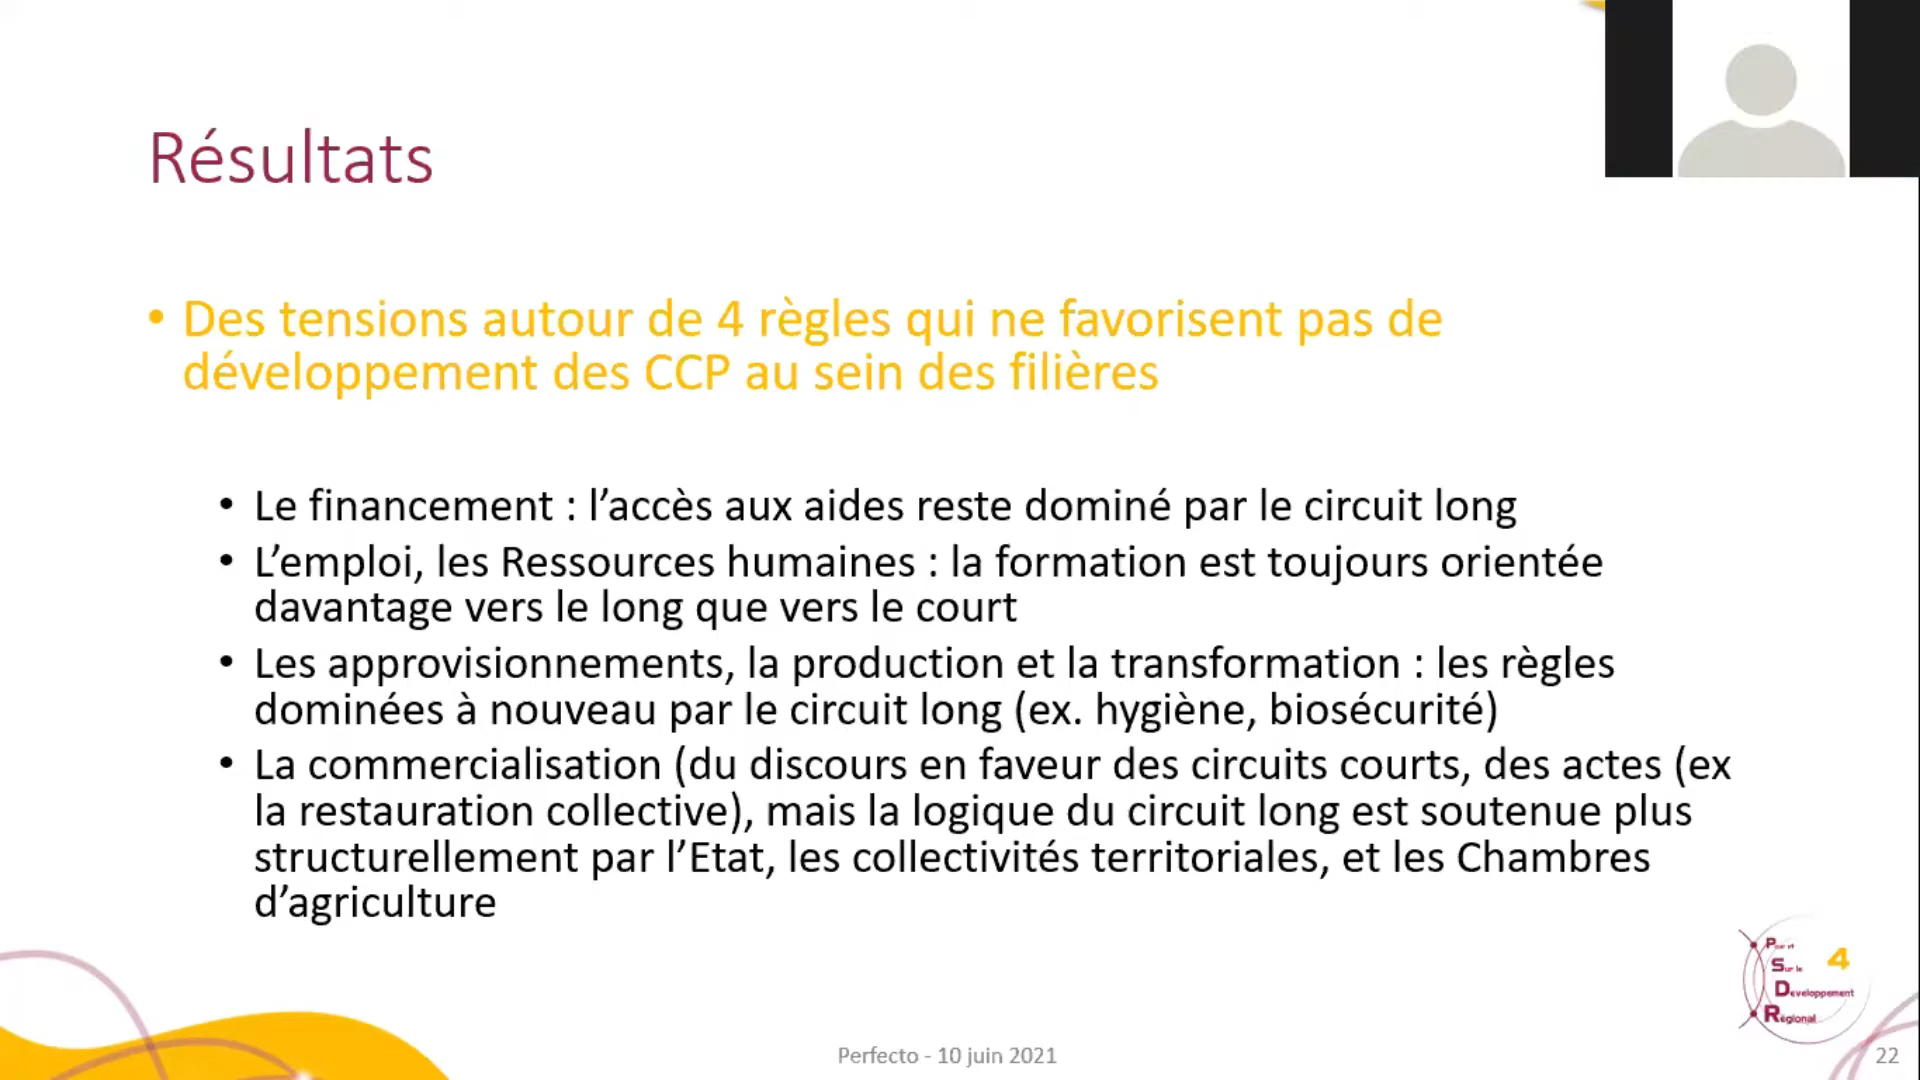 Résultats
• Des tensions autour de 4 règles qui ne favorisent pas de
développement des CCP au sein des filières
• Le financement : l’accès aux aides reste dominé par le circuit long
• L’emploi, les Ressources humaines : la formation est toujours orientée
davantage vers le long que vers le court
• Les approvisionnements, la production et la transformation : les règles
dominées à nouveau par le circuit long (ex. hygiène, biosécurité)
• La commercialisation (du discours en faveur des circuits courts, des actes (ex
la restauration collective), mais la logique du circuit long est soutenue plus
structurellement par l’Etat, les collectivités territoriales, et les Chambres
d’agriculture
Pour et
Sur le 4
Développement
Régional
Perfecto - 10 juin 2021
22